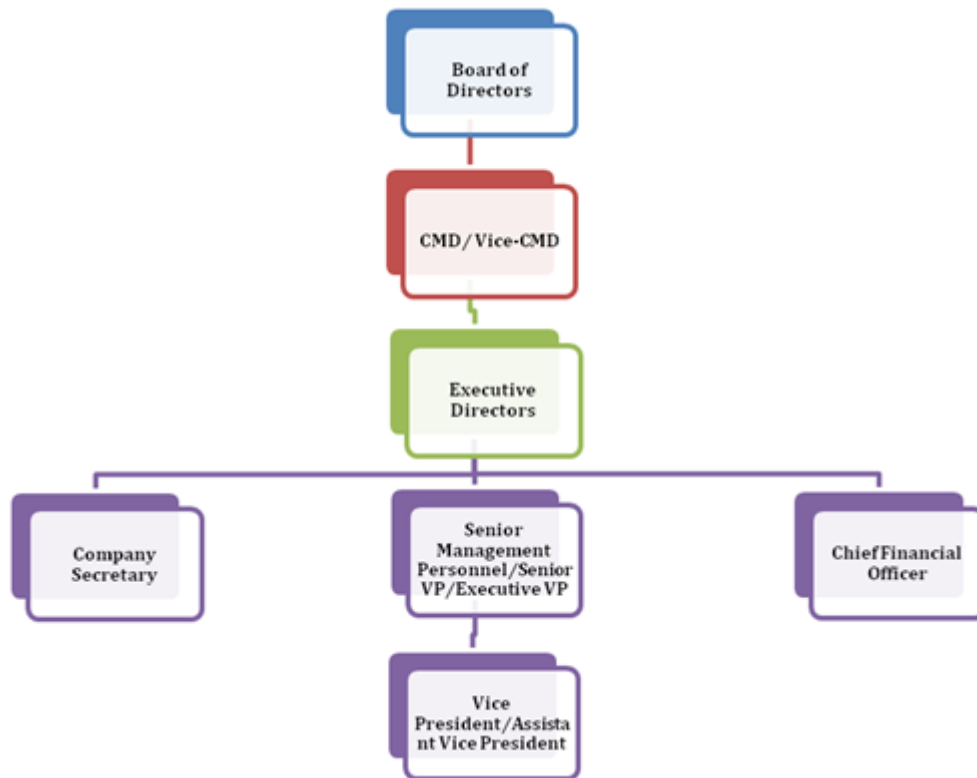 Board of
Directors
CMD / Vice-CMD
Executive
Directors
Company
Secretary
Senior
Management
Personnel/Senior
VP/Executive VP
Chief Financial
Officer
Vice
President/Assista
nt Vice President